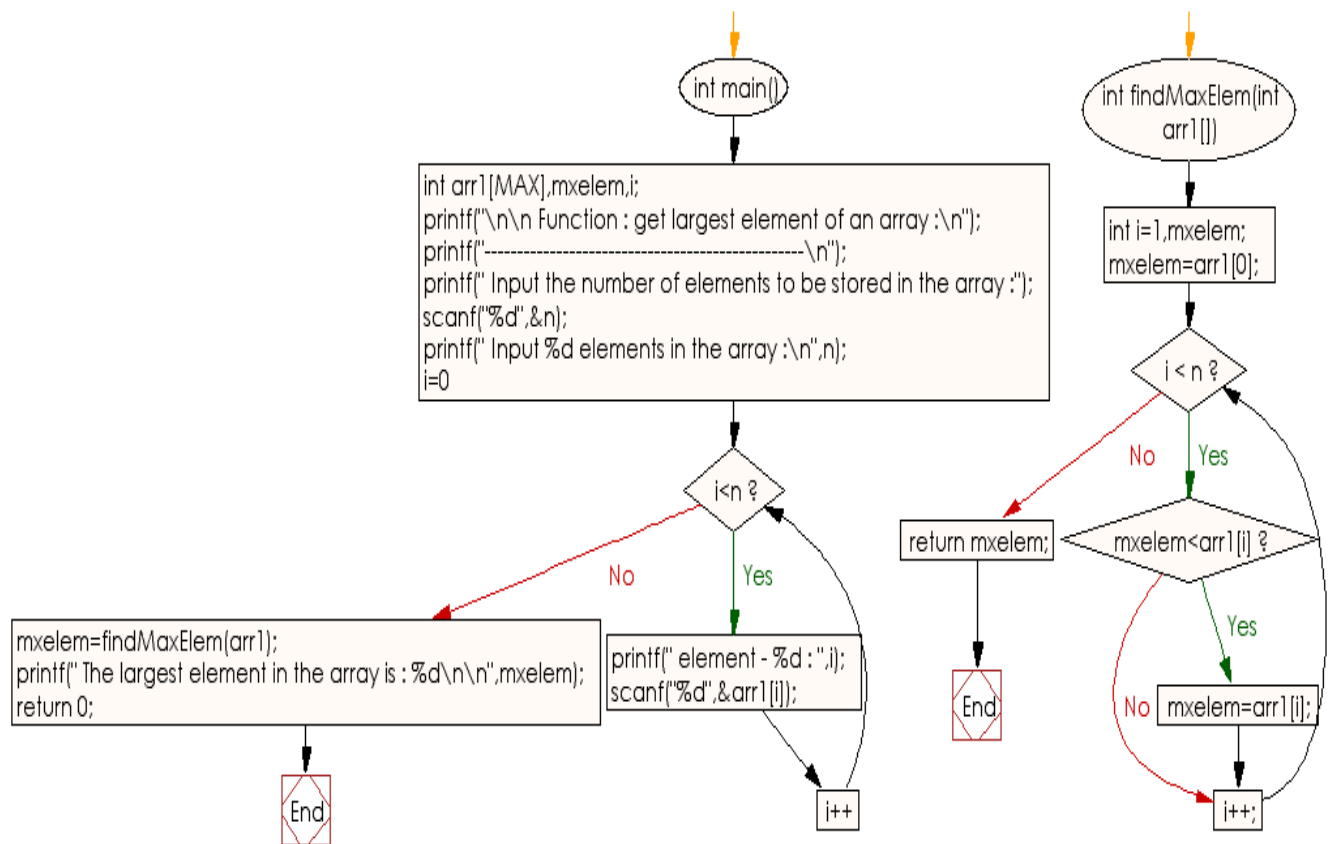 int main()
int arr1[MAX],mxelem,i;
printf("\n\n Function : get largest element of an array :\n");
printf("-------------------------------------------------\n");
printf(" Input the number of elements to be stored in the array :");
scanf("%d",&n);
printf(" Input %d elements in the array :\n",n);
i=0
i<n ?
No
Yes
mxelem=findMaxElem(arr1);
printf(" The largest element in the array is : %d\n\n",mxelem);
return 0;
End
printf(" element - %d : ",i);
scanf("%d",&arr1[i]);
i++
int findMaxElem(int
arr1[])
int i=1,mxelem;
mxelem=arr1[0];
i < n ?
No
Yes
return mxelem;
End
mxelem<arr1[i] ?
Yes
No
mxelem=arr1[i];
i++;